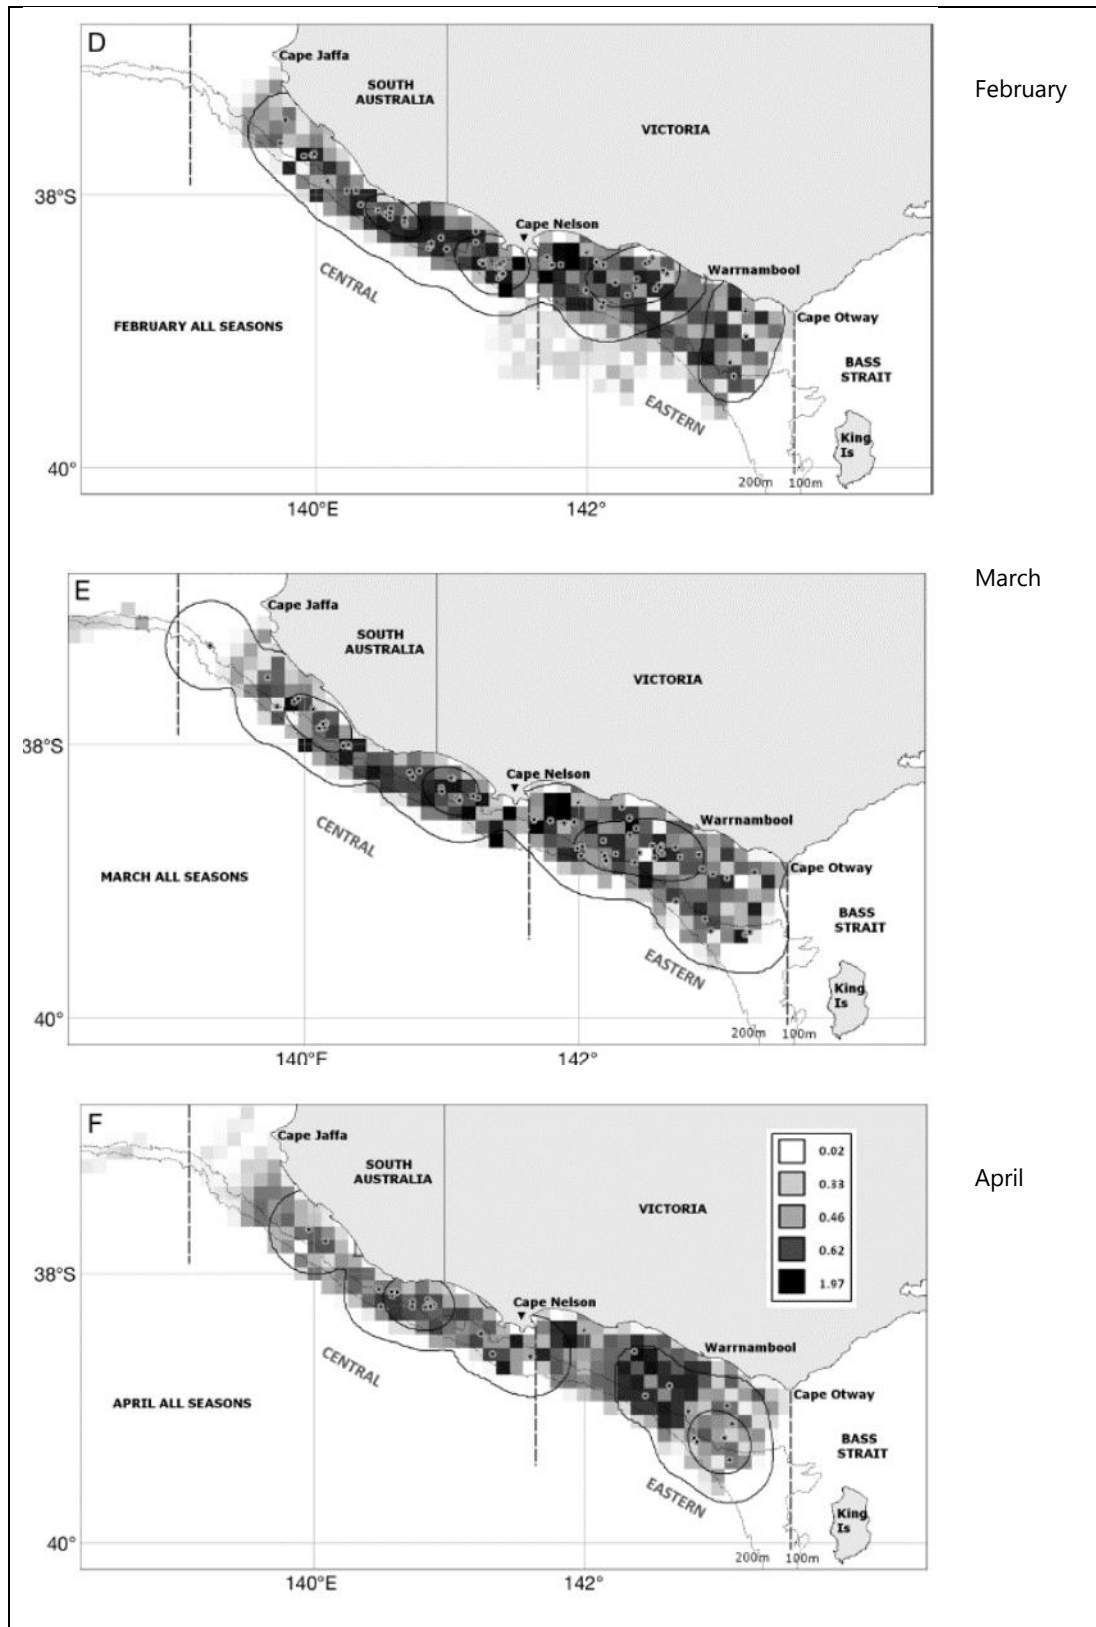 D
Cape Jaffa
SOUTH
AUSTRALIA
VICTORIA
February
38°S
Cape Nelson
CENTRAL
Warrnambool
FEBRUARY ALL SEASONS
Cape Otway
BASS
STRAIT
EASTERN
King
Is
40°
200m 100m
140°E
142°
E
March
Cape Jaffa
SOUTH
AUSTRALIA
VICTORIA
38°S
Cape Nelson
CENTRAL
Warrnambool
MARCH ALL SEASONS
Cape Otway
BASS
STRAIT
EASTERN
King
Is
40°
200m 100m
140°E
142°
F
Cape Jaffa
0.02
SOUTH
AUSTRALIA
0.33
April
VICTORIA
0.46
0.62
38°S
1.97
Cape Nelson
CENTRAL
Warrnambool
APRIL ALL SEASONS
Cape Otway
BASS
STRAIT
EASTERN
King
Is
40°
200m 100m
140°E
142°